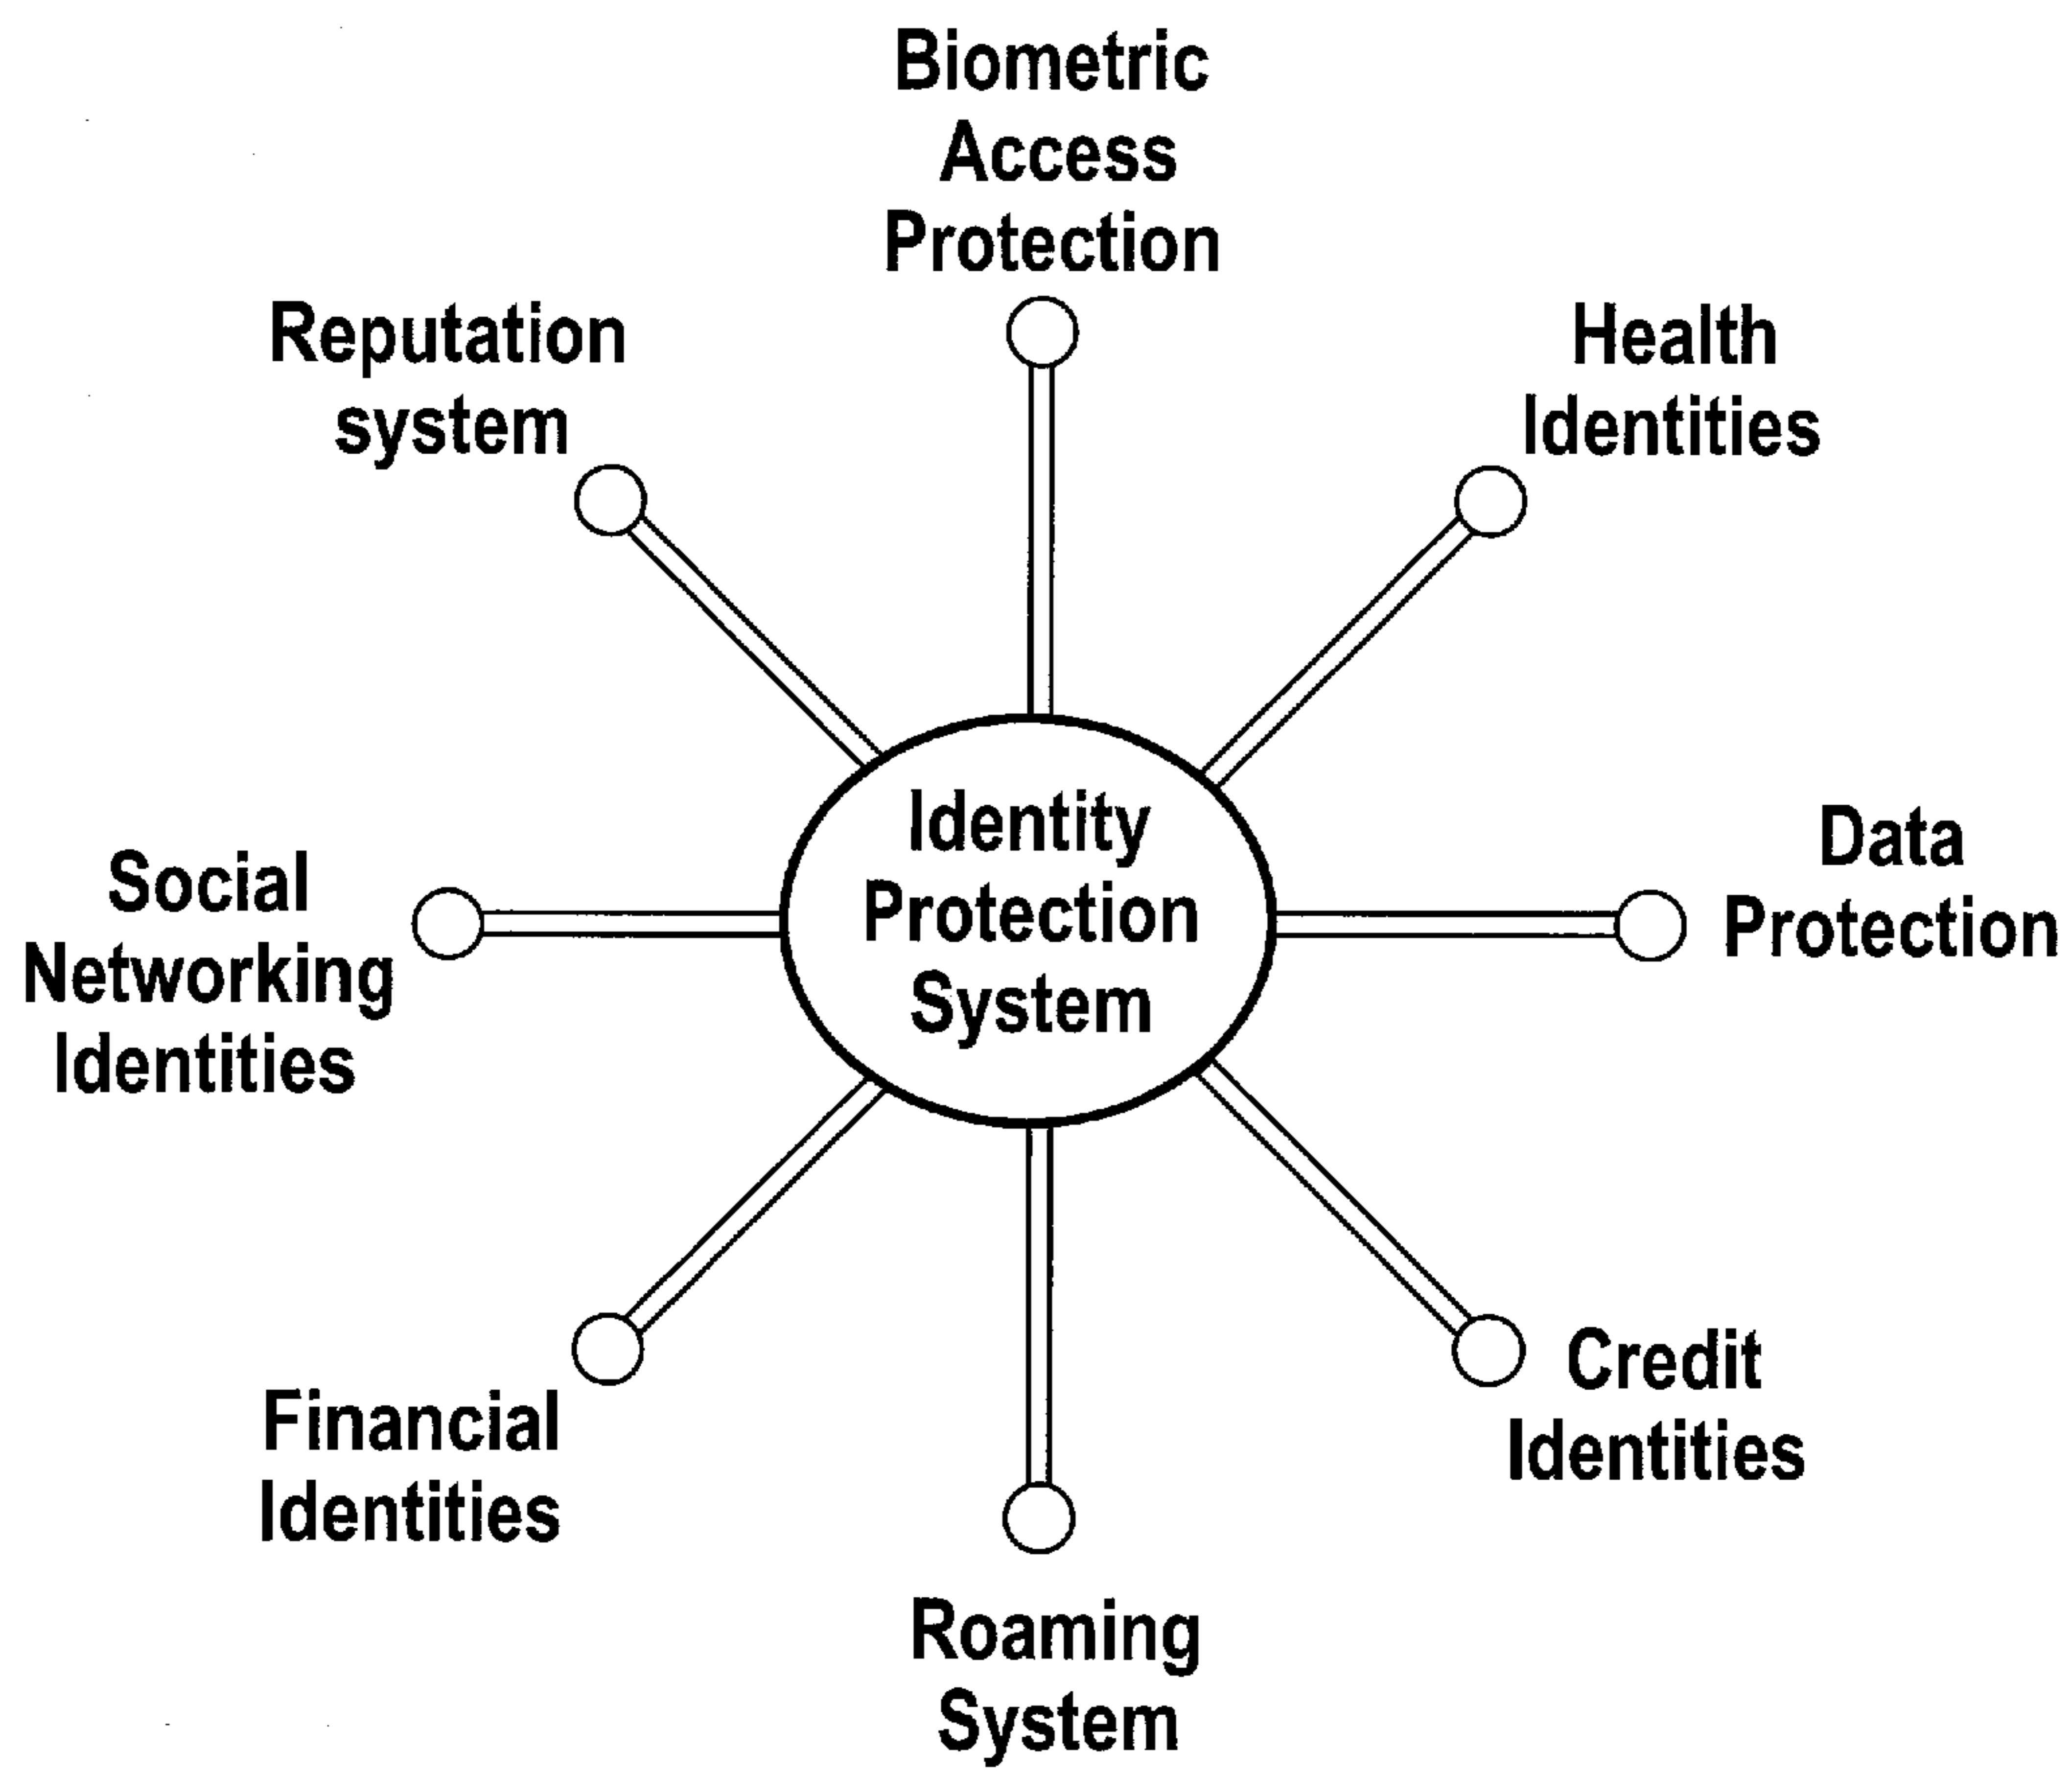 Biometric
Access
Protection
Reputation
system
Health
Identities
Identity
Protection
System
Data
Protection
Social
Networking
Identities
Financial
Identities
Credit
Identities
Roaming
System